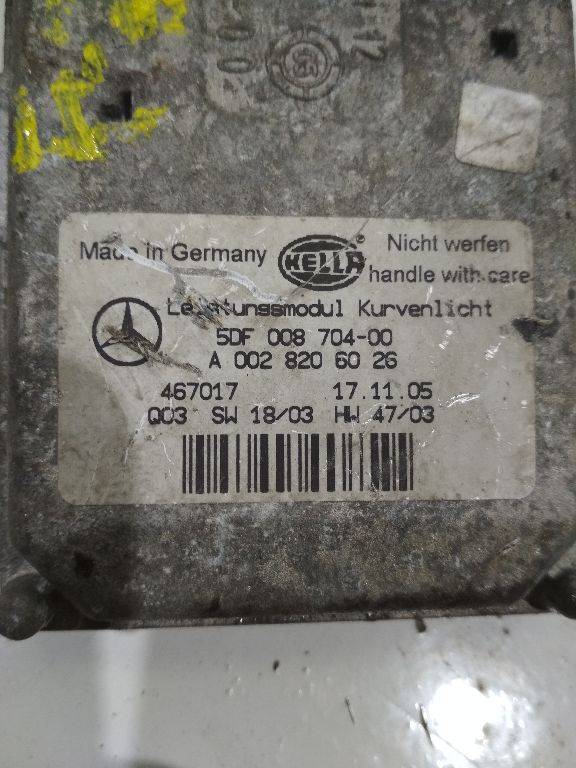 Made in Germany
HELLA
Nicht werfen
handle with care
Leistungsmodul Kurvenlicht
5DF 008 704-00
A 002 820 60 26
467017 17.11.05
Q03 SW 18/03 HW 47/03